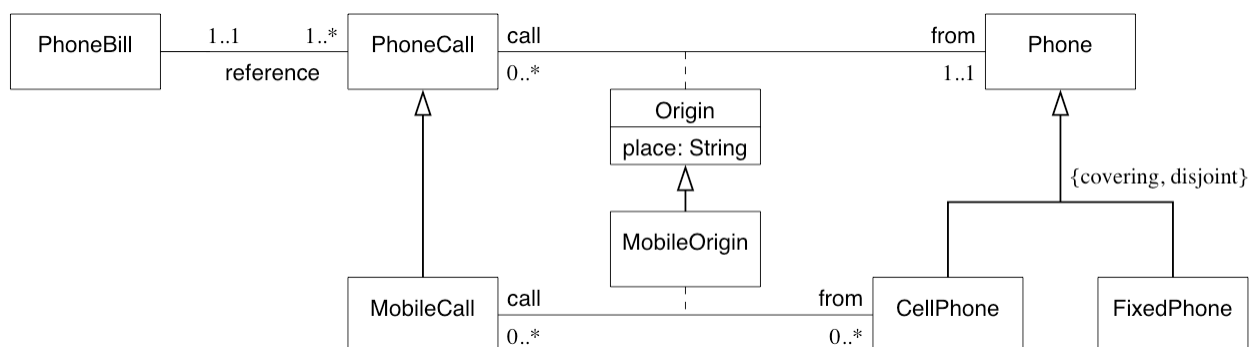 PhoneBill
1..1
1..*
reference
PhoneCall
call
0..*
from
1..1
Phone
Origin
place: String
{covering, disjoint}
MobileOrigin
MobileCall
call
0..*
from
0..*
CellPhone
FixedPhone